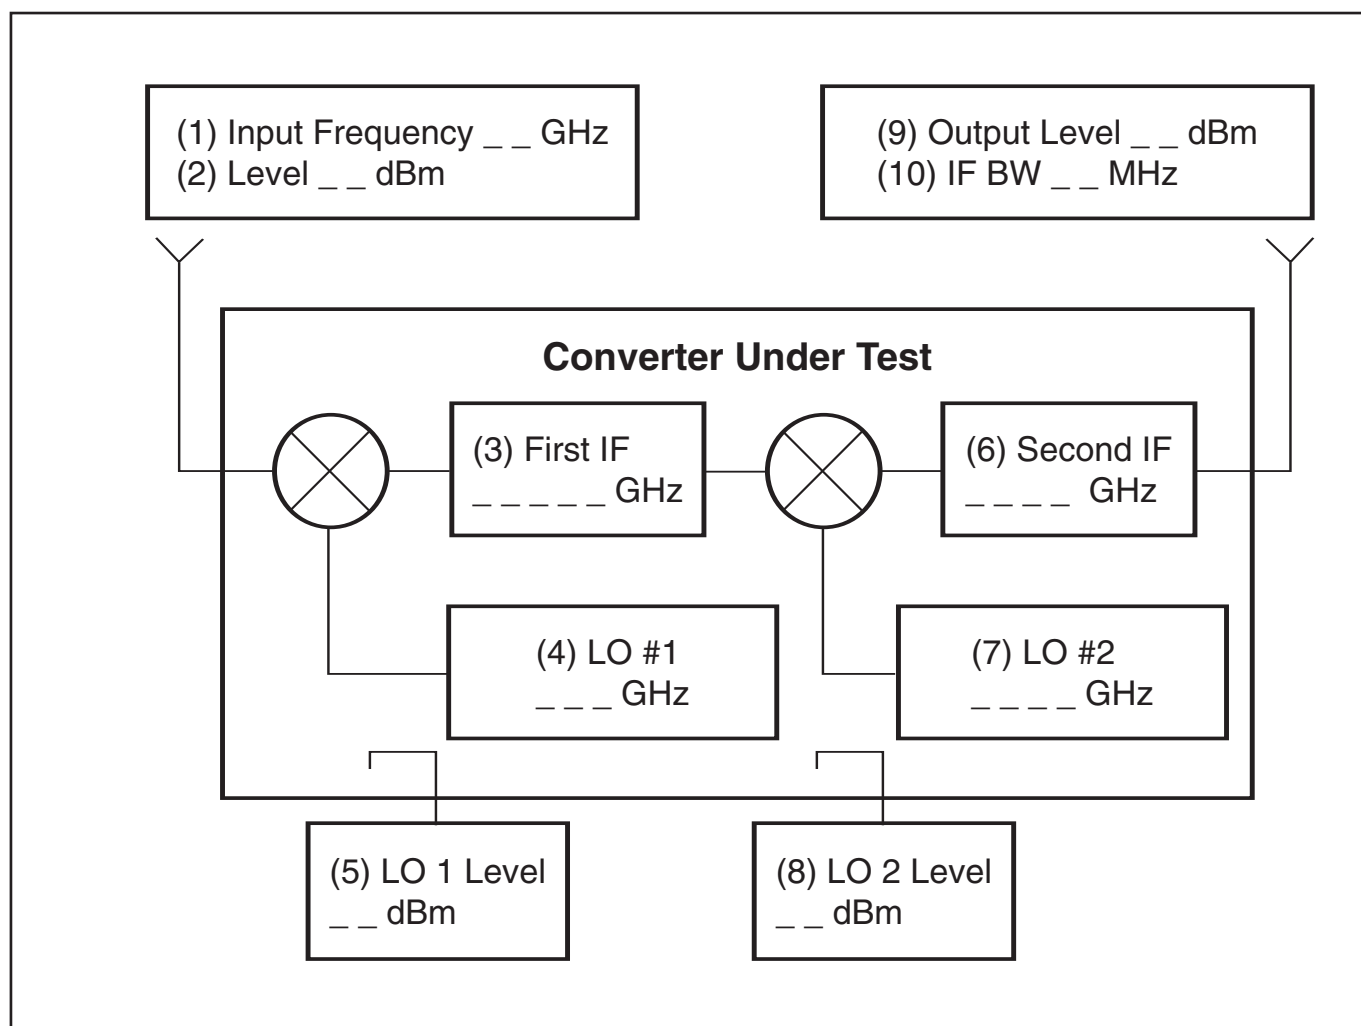 (1) Input Frequency _ _ GHz
(2) Level _ _ dBm
(9) Output Level _ _ dBm
(10) IF BW _ _ MHz
Converter Under Test
(3) First IF
_ _ _ _ _ GHz
(6) Second IF
_ _ _ _ GHz
(4) LO #1
_ _ _ GHz
(7) LO #2
_ _ _ _ GHz
(5) LO 1 Level
_ _ dBm
(8) LO 2 Level
_ _ dBm